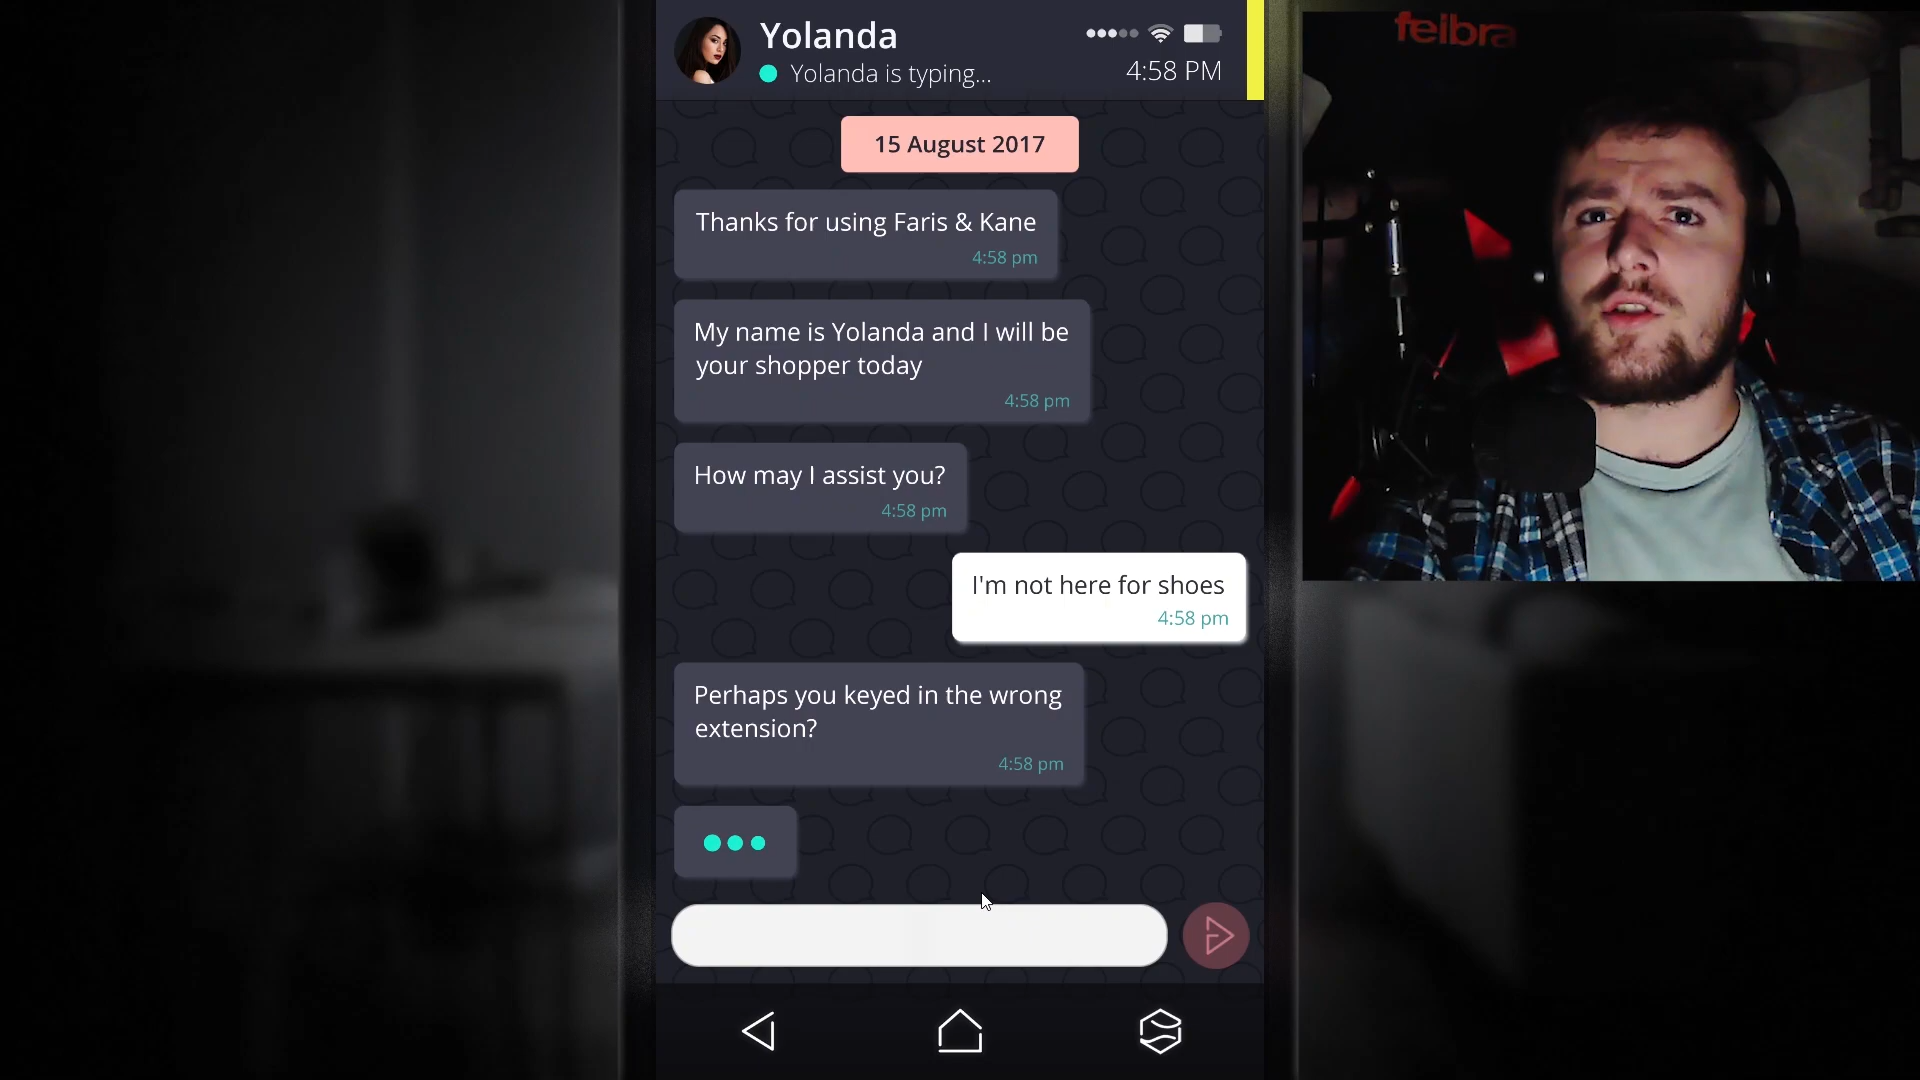 Yolanda
Yolanda is typing...
4:58 PM
15 August 2017
Thanks for using Faris & Kane
4:58 pm
My name is Yolanda and I will be
your shopper today
4:58 pm
How may I assist you?
4:58 pm
I'm not here for shoes
4:58 pm
Perhaps you keyed in the wrong
extension?
4:58 pm
feibra